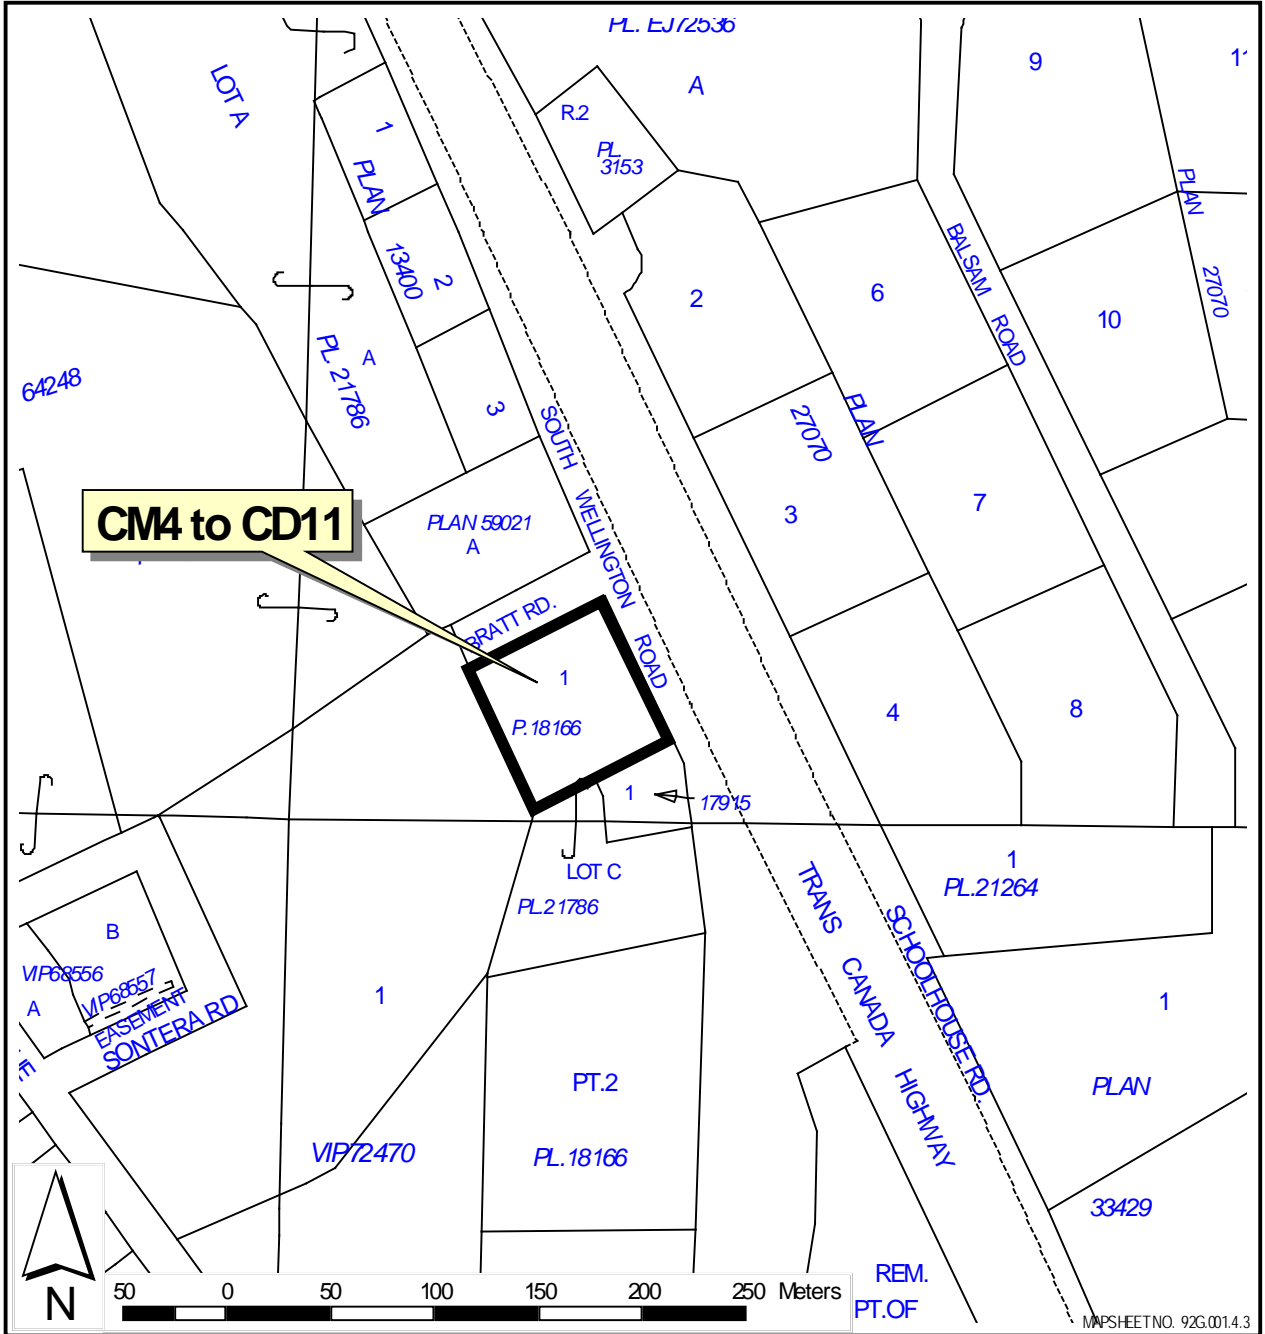 PL. EJ72536
A
9
LOT A
R.2
PL.
3153
1
PLAN
13400
2
3
A
PL. 21786
64248
2
6
BALSAM ROAD
10
PLAN
27070
SOUTH WELLINGTON ROAD
27070
PLAN
3
7
CM4 to CD11
PLAN 59021
A
BRATT RD.
1
P.18166
4
8
1
17915
LOT C
PL.21786
1
PL.21264
TRANS CANADA HIGHWAY
SCHOOLHOUSE RD.
B
VIP68556
A
VIP68557
EASEMENT
SONTERA RD
1
VIP72470
PT.2
PL.18166
1
PLAN
33429
REM.
PT.OF
N
50 0 50 100 150 200 250 Meters
MAPSHEET NO. 92G.001.4.3